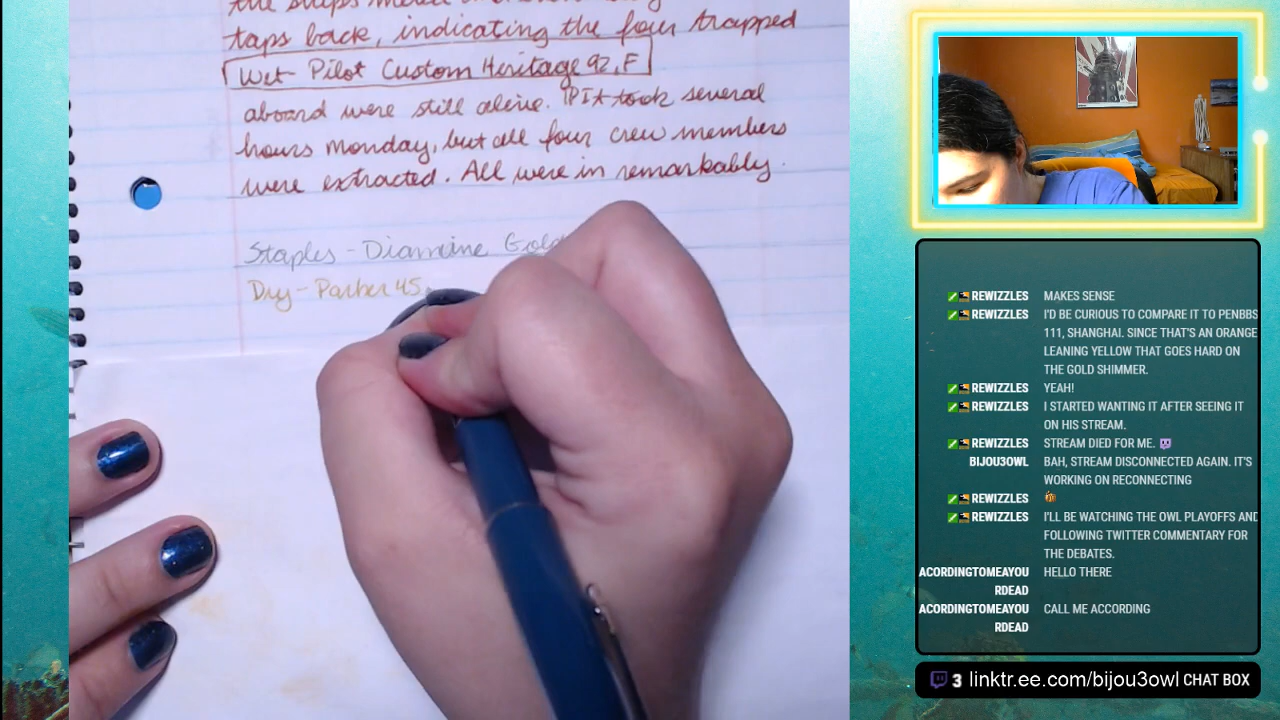 taps back, indicating the four trapped
Wet Pilot Custom Heritage 92, F
aboard were still alive. It took several
hours Monday, but all four crew members
were extracted. All were in remarkably
Staples - Diamine Gold
Dry - Parker 45,
REWIZZLES MAKES SENSE
REWIZZLES I'D BE CURIOUS TO COMPARE IT TO PENBBS
111, SHANGHAI. SINCE THAT'S AN ORANGE
LEANING YELLOW THAT GOES HARD ON
THE GOLD SHIMMER.
REWIZZLES YEAH!
REWIZZLES I STARTED WANTING IT AFTER SEEING IT
ON HIS STREAM.
REWIZZLES STREAM DIED FOR ME.
BIJOU3OWL BAH, STREAM DISCONNECTED AGAIN. IT'S
WORKING ON RECONNECTING
REWIZZLES
REWIZZLES I'LL BE WATCHING THE OWL PLAYOFFS AND
FOLLOWING TWITTER COMMENTARY FOR
THE DEBATES.
ACORDINGTOMEAYOU HELLO THERE
RDEAD
ACORDINGTOMEAYOU CALL ME ACCORDING
RDEAD
3 linktr.ee.com/bijou3owl CHAT BOX